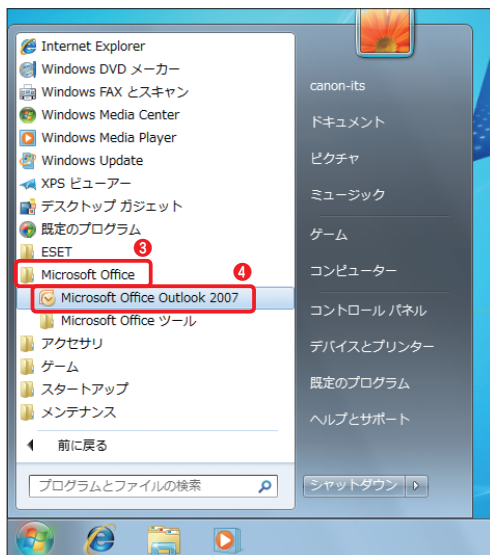 Internet Explorer
Windows DVD メーカー
Windows FAX とスキャン
Windows Media Center
Windows Media Player
Windows Update
XPS ビューアー
デスクトップ ガジェット
既定のプログラム
ESET
❸
Microsoft Office
❹
Microsoft Office Outlook 2007
Microsoft Office ツール
アクセサリ
ゲーム
スタートアップ
メンテナンス
前に戻る
プログラムとファイルの検索
canon-its
ドキュメント
ピクチャ
ミュージック
ゲーム
コンピューター
コントロール パネル
デバイスとプリンター
既定のプログラム
ヘルプとサポート
シャットダウン